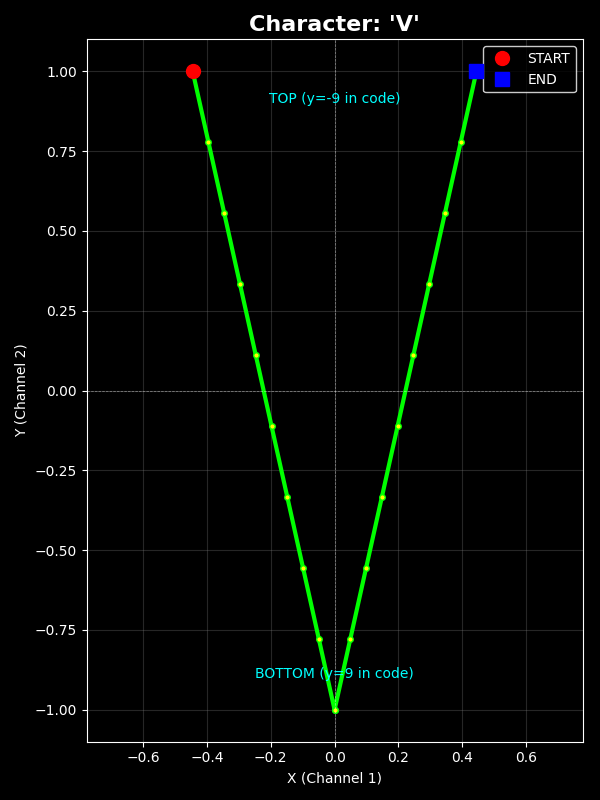 Character: 'V'
START
END
TOP (y=-9 in code)
1.00
0.75
0.50
0.25
0.00
−0.25
−0.50
−0.75
−1.00
Y (Channel 2)
BOTTOM (y=9 in code)
−0.6
−0.4
−0.2
0.0
0.2
0.4
0.6
X (Channel 1)